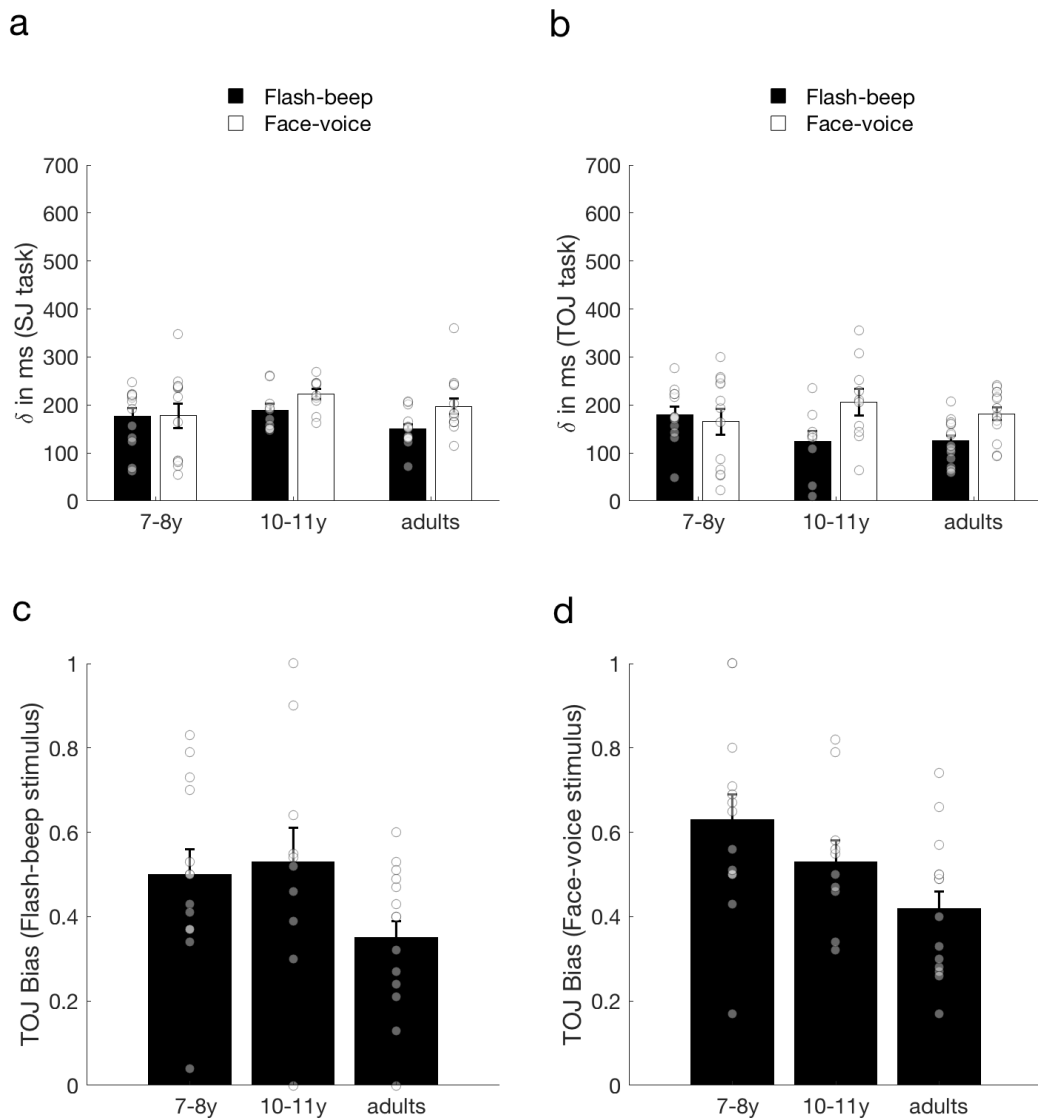 a
Flash-beep
Face-voice
δ in ms (SJ task)
700
600
500
400
300
200
100
0
7-8y
10-11y
adults
b
Flash-beep
Face-voice
δ in ms (TOJ task)
700
600
500
400
300
200
100
0
7-8y
10-11y
adults
c
TOJ Bias (Flash-beep stimulus)
1
0.8
0.6
0.4
0.2
0
7-8y
10-11y
adults
d
TOJ Bias (Face-voice stimulus)
1
0.8
0.6
0.4
0.2
0
7-8y
10-11y
adults